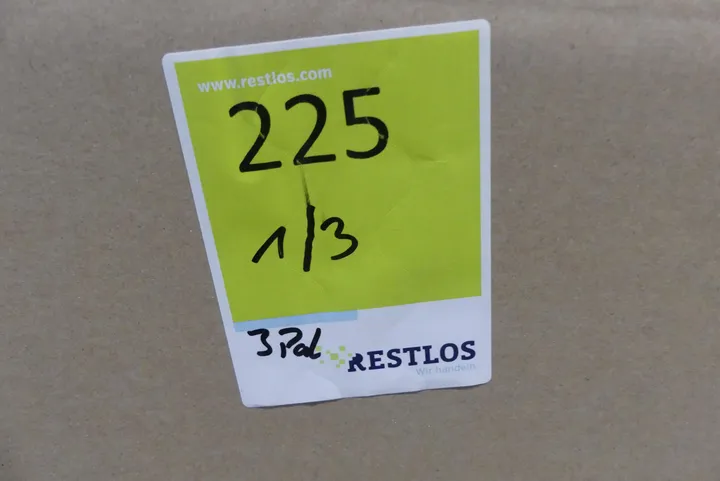 www.restlos.com
225
1/3
3 Pal
RESTLOS
Wir handeln